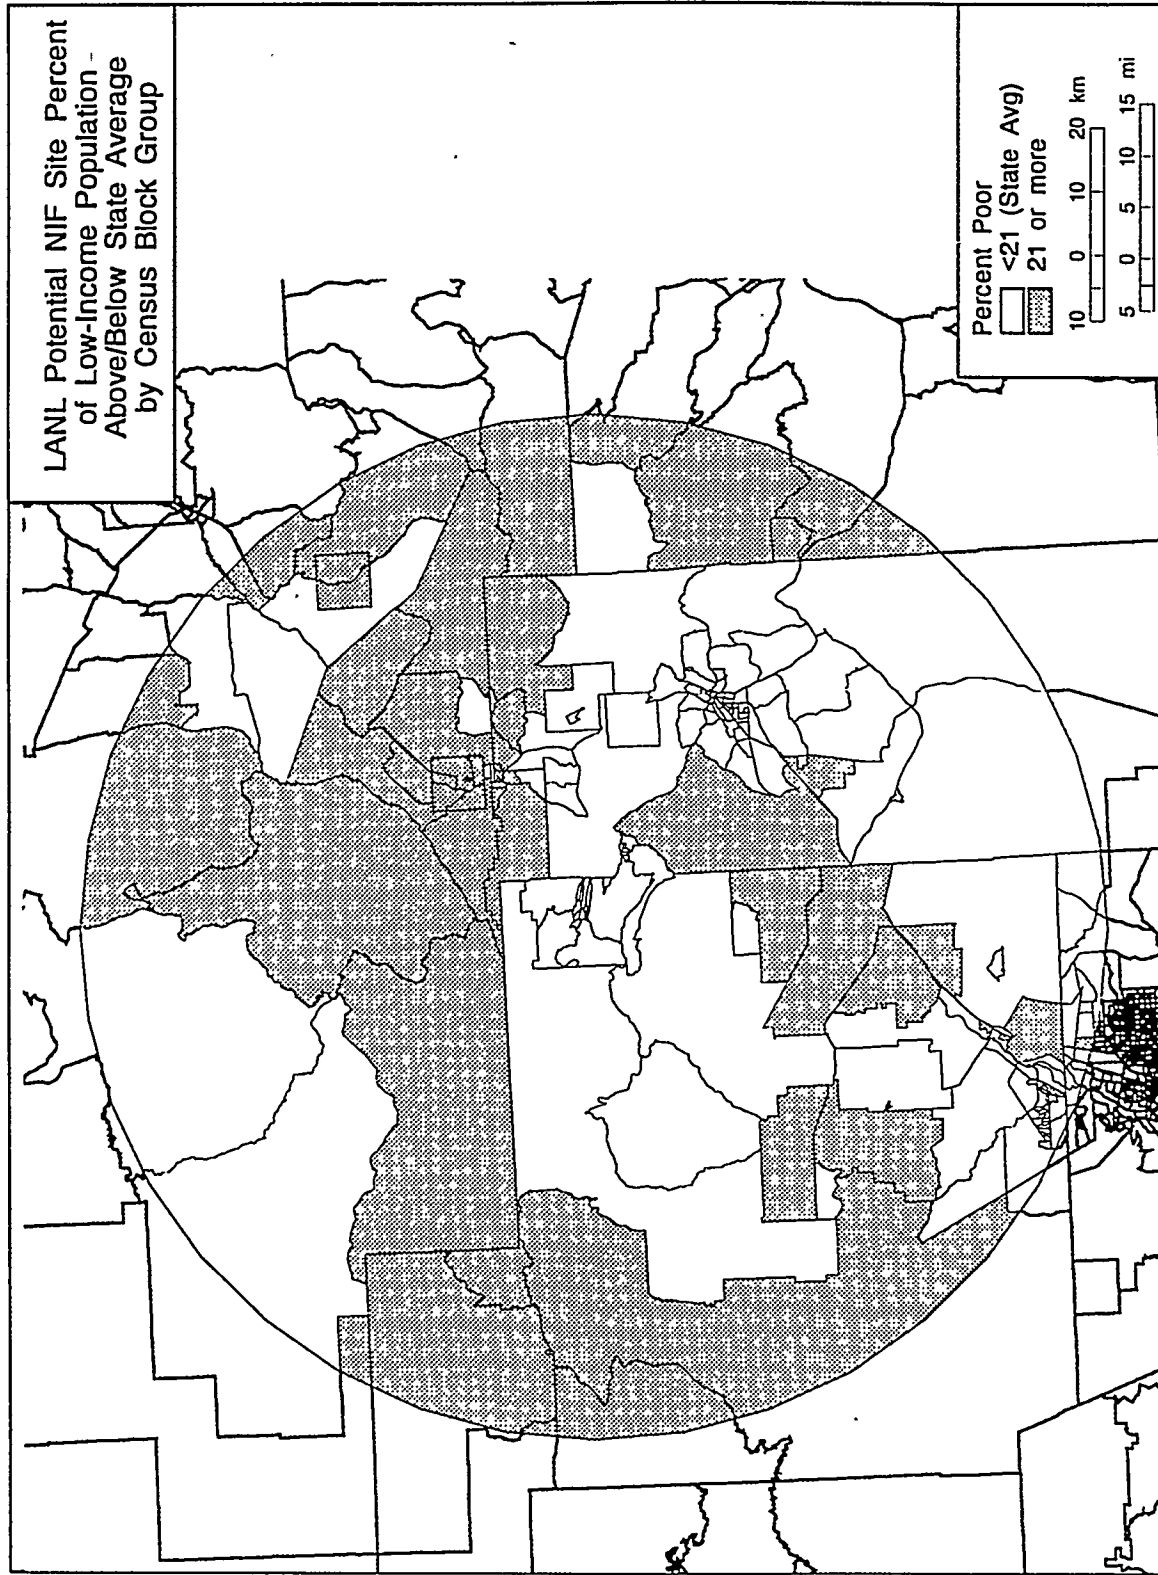 LANL Potential NIF Site Percent
of Low-Income Population -
Above/Below State Average
by Census Block Group
Percent Poor
<21 (State Avg)
21 or more
10 0 10 20 km
5 0 5 10 15 mi